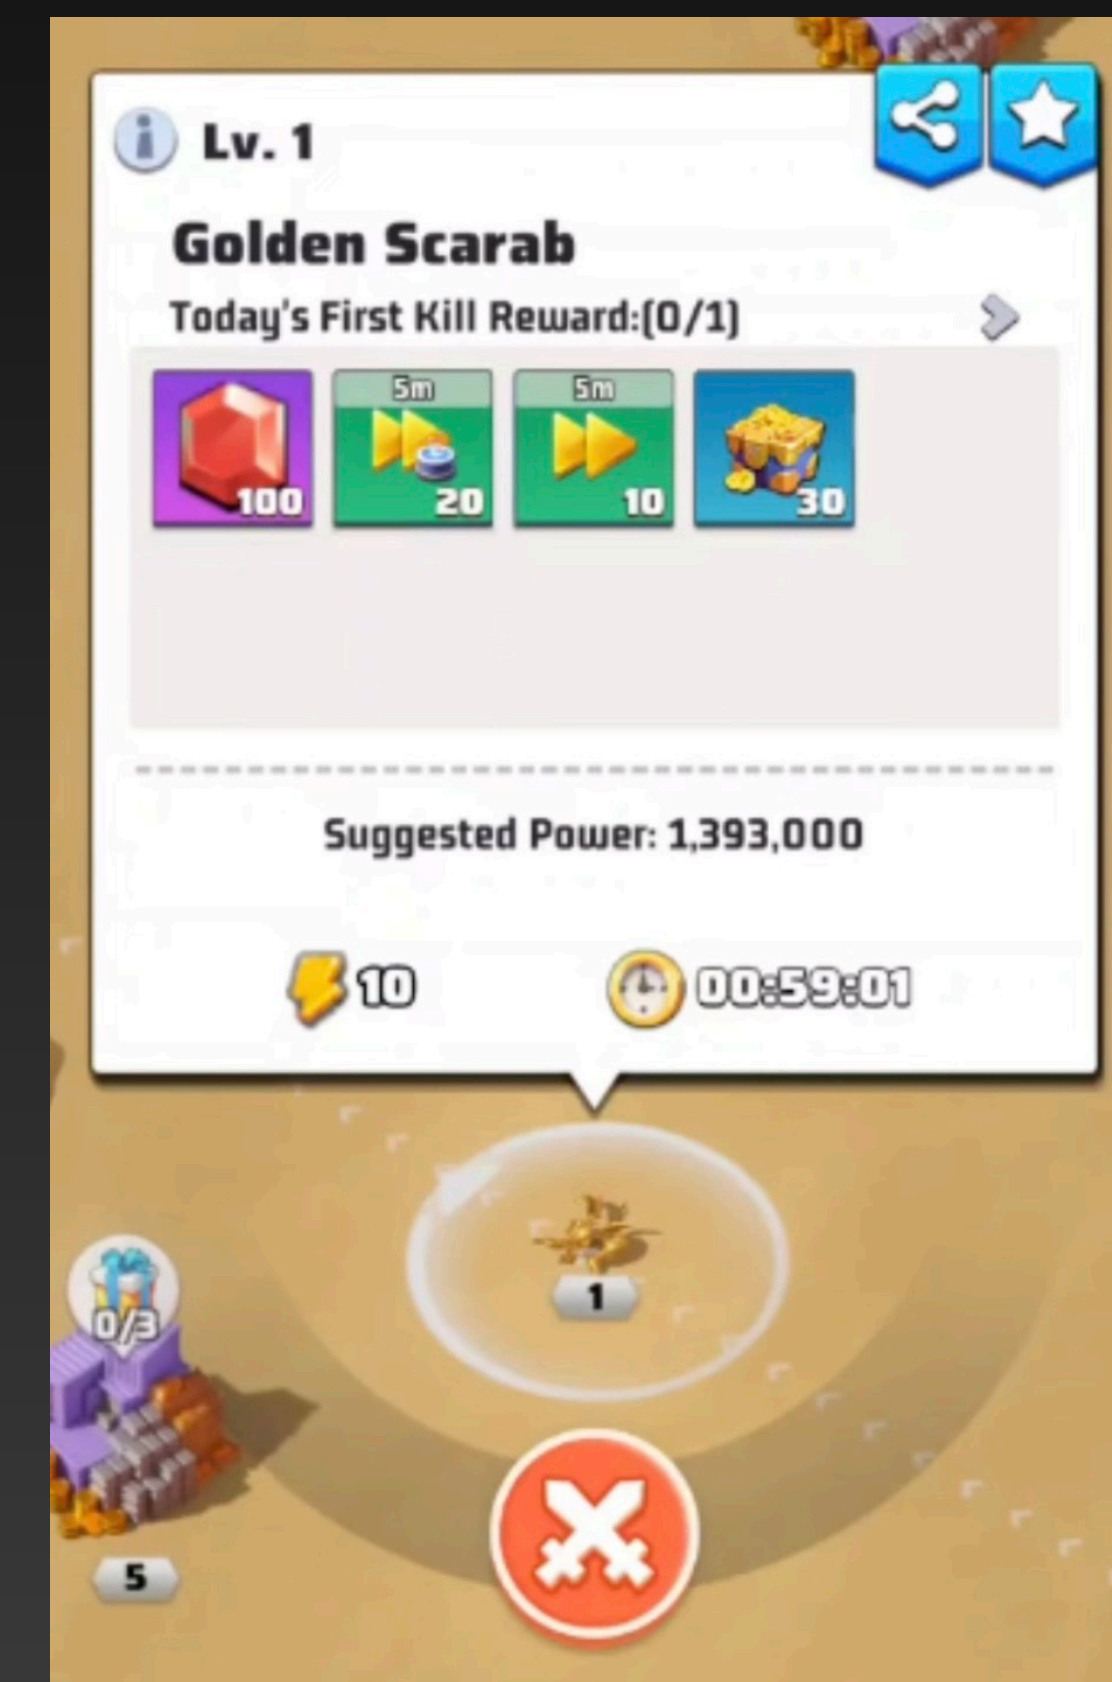 Lv. 1
Golden Scarab
Today's First Kill Reward:(0/1)
5m
5m
100
20
10
30
Suggested Power: 1,393,000
10
00:59:01
1
0/3
5